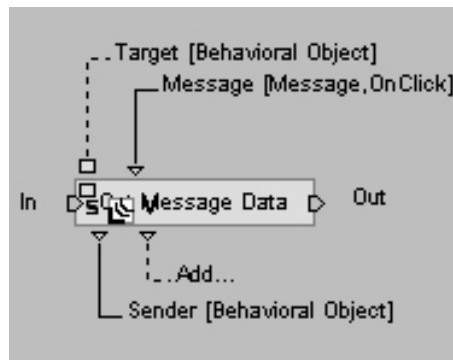 Target [Behavioral Object]
Message [Message,OnClick]
In
Message Data
Out
Add...
Sender [Behavioral Object]